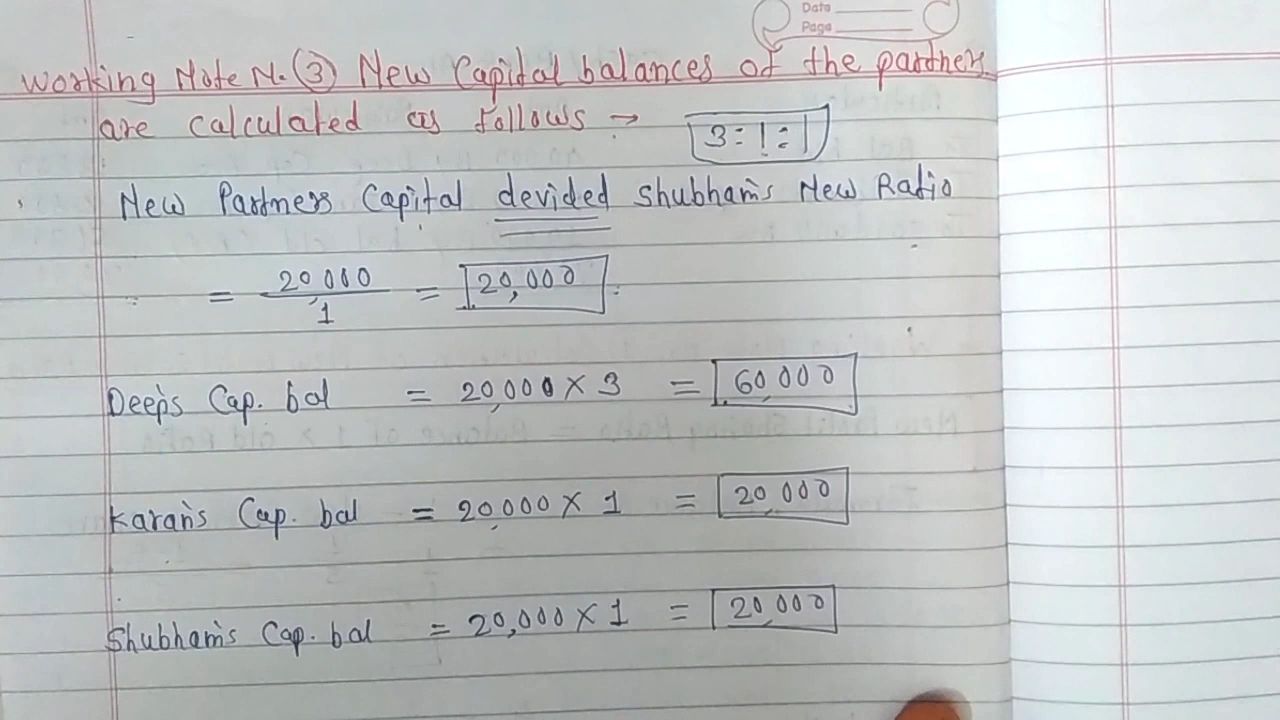 Date
Page
Working Note N. (3) New Capital balances of the partners
are calculated as follows →
3:1:1
New Partners Capital devided Shubham's New Ratio
= 20,000 / 1 = 20,000
Deep's Cap. bal = 20,000 × 3 = 60,000
Karan's Cap. bal = 20,000 × 1 = 20,000
Shubham's Cap. bal = 20,000 × 1 = 20,000